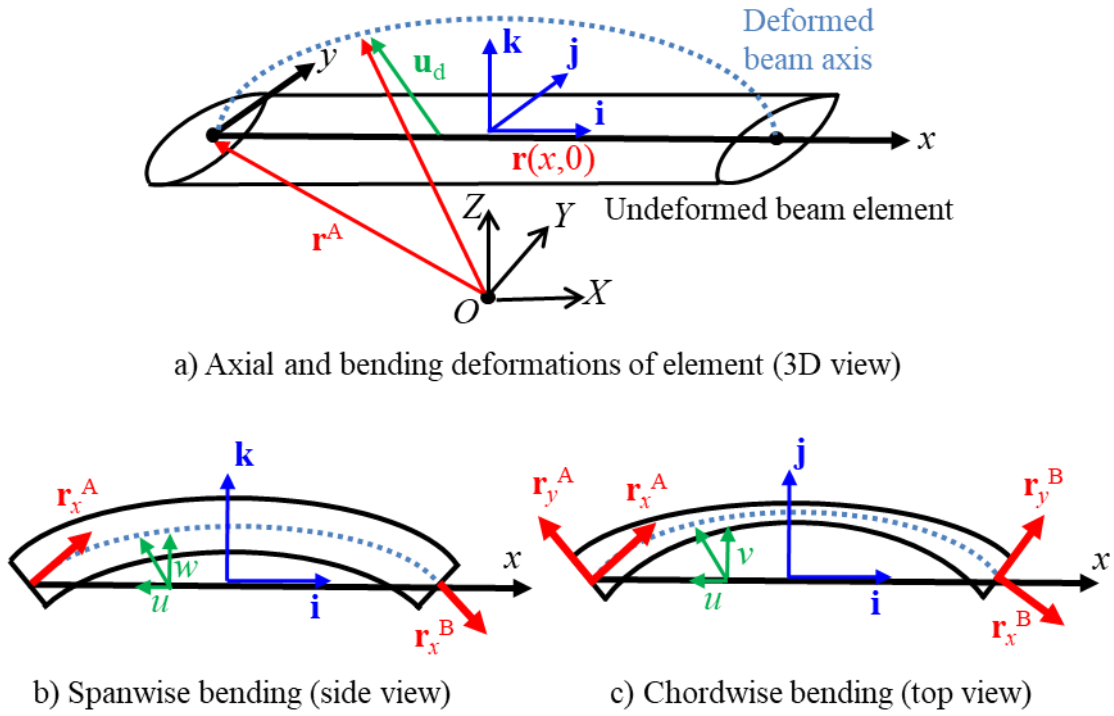 Deformed
beam axis
y
u_d
k
j
i
x
r(x,0)
Undeformed beam element
r^A
Z
Y
X
O
a) Axial and bending deformations of element (3D view)
k
r_x^A
w
u
i
x
r_x^B
b) Spanwise bending (side view)
j
r_y^A
r_x^A
r_y^B
v
u
i
x
r_x^B
c) Chordwise bending (top view)